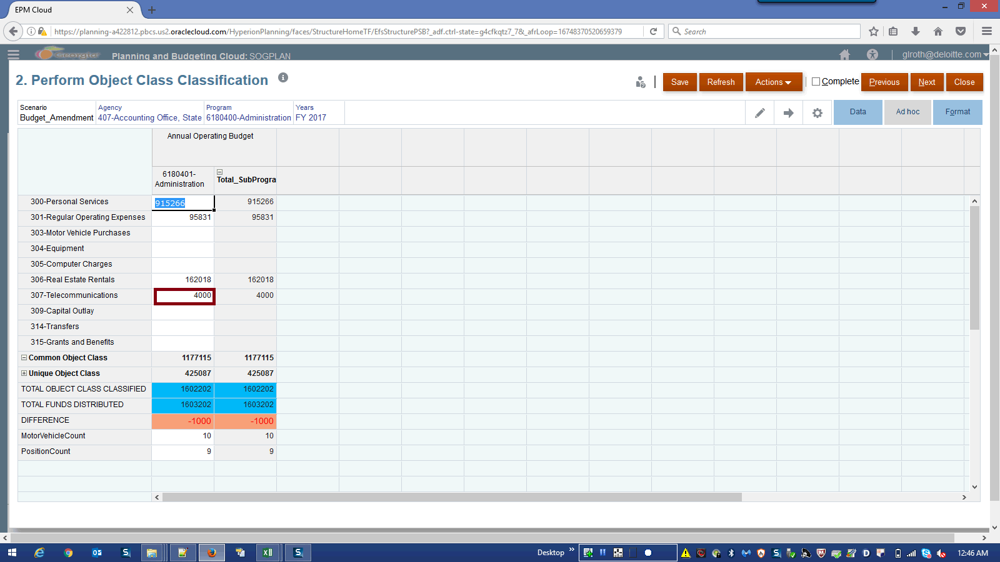 EPM Cloud
https://planning-a422812.pbcs.us2.oraclecloud.com/HyperionPlanning/faces/StructureHomeTF/EfsStructurePSB?_adf.ctrl-state=g4cfkqtz7_7&_afrLoop=16748370520659379
Search
Georgia Planning and Budgeting Cloud: SOGPLAN
glroth@deloitte.com
2. Perform Object Class Classification
Save Refresh Actions Complete Previous Next Close
Scenario Agency Program Years
Budget_Amendment 407-Accounting Office, State 6180400-Administration FY 2017
Data Ad hoc Format
Annual Operating Budget
6180401-
Administration
Total_SubProgra
300-Personal Services 915266 915266
301-Regular Operating Expenses 95831 95831
303-Motor Vehicle Purchases
304-Equipment
305-Computer Charges
306-Real Estate Rentals 162018 162018
307-Telecommunications 4000 4000
309-Capital Outlay
314-Transfers
315-Grants and Benefits
Common Object Class 1177115 1177115
Unique Object Class 425087 425087
TOTAL OBJECT CLASS CLASSIFIED 1602202 1602202
TOTAL FUNDS DISTRIBUTED 1603202 1603202
DIFFERENCE -1000 -1000
MotorVehicleCount 10 10
PositionCount 9 9
Desktop
12:46 AM